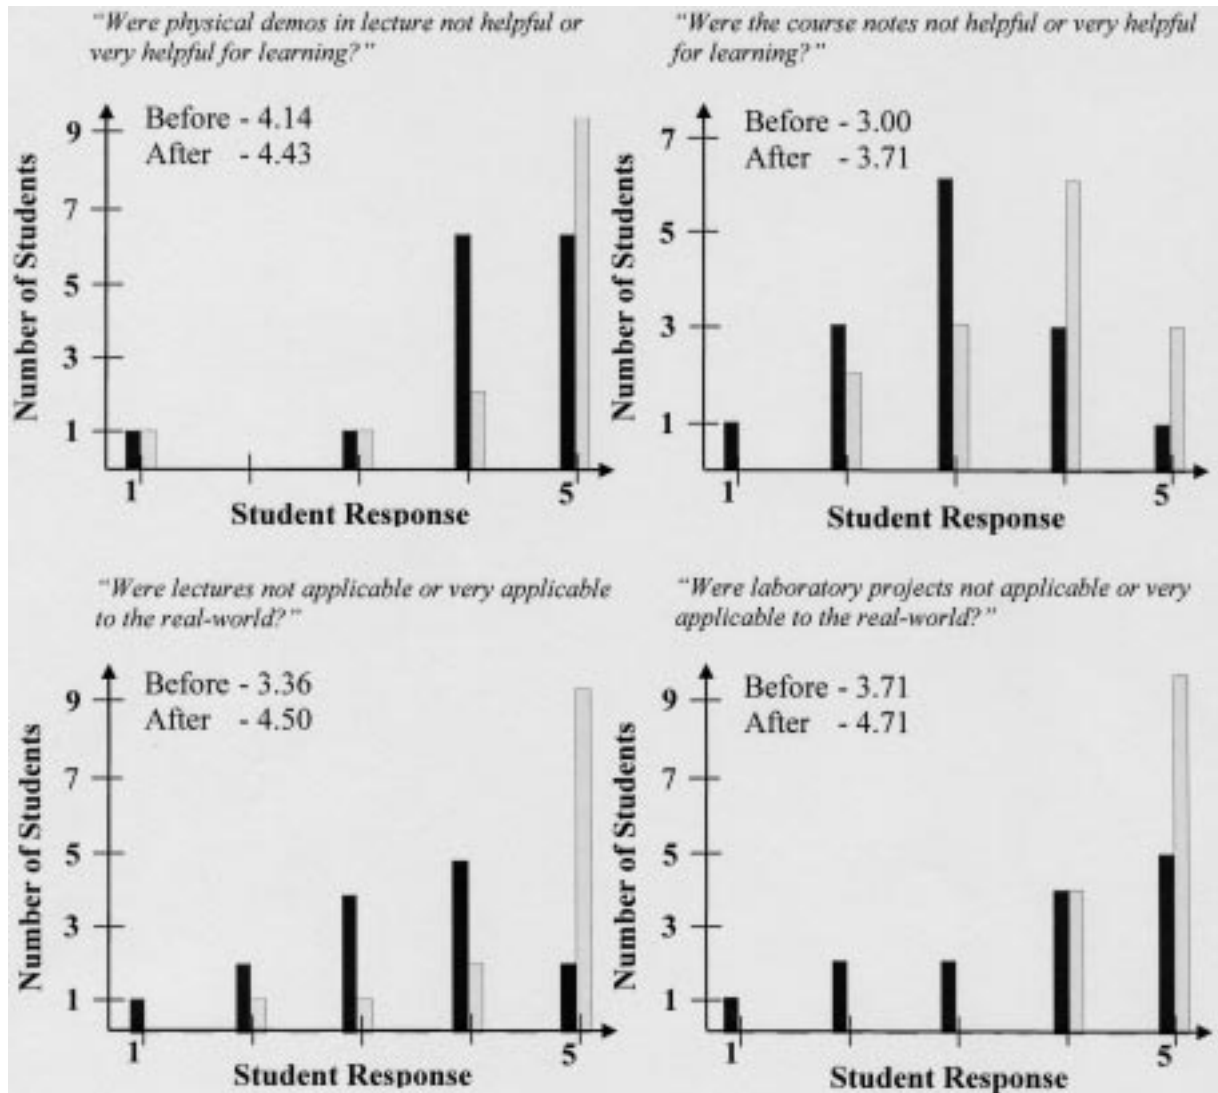 “Were physical demos in lecture not helpful or
very helpful for learning?”
Before - 4.14
After - 4.43
9
7
5
3
1
Number of Students
1
5
Student Response
“Were the course notes not helpful or very helpful
for learning?”
Before - 3.00
After - 3.71
7
5
3
1
Number of Students
1
5
Student Response
“Were lectures not applicable or very applicable
to the real-world?”
Before - 3.36
After - 4.50
9
7
5
3
1
Number of Students
1
5
Student Response
“Were laboratory projects not applicable or very
applicable to the real-world?”
Before - 3.71
After - 4.71
9
7
5
3
1
Number of Students
1
5
Student Response